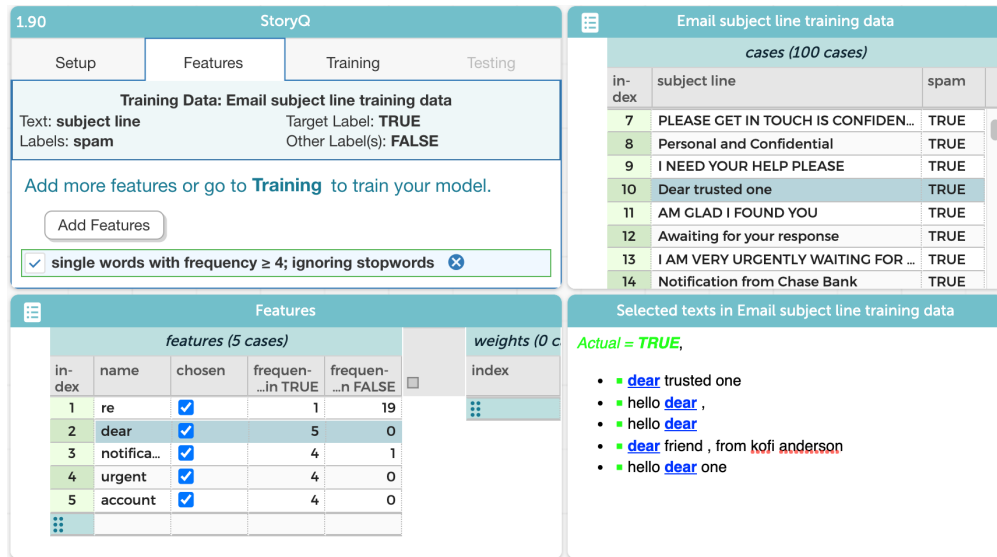 1.90 StoryQ
Setup Features Training Testing
Training Data: Email subject line training data
Text: subject line Target Label: TRUE
Labels: spam Other Label(s): FALSE
Add more features or go to Training to train your model.
Add Features
single words with frequency ≥ 4; ignoring stopwords
Email subject line training data
cases (100 cases)
in-
dex subject line spam
7 PLEASE GET IN TOUCH IS CONFIDEN... TRUE
8 Personal and Confidential TRUE
9 I NEED YOUR HELP PLEASE TRUE
10 Dear trusted one TRUE
11 AM GLAD I FOUND YOU TRUE
12 Awaiting for your response TRUE
13 I AM VERY URGENTLY WAITING FOR ... TRUE
14 Notification from Chase Bank TRUE
Features
features (5 cases) weights (0 c
in- name chosen frequen- frequen- index
dex ...in TRUE ...n FALSE
1 re 1 19
2 dear 5 0
3 notifica... 4 1
4 urgent 4 0
5 account 4 0
Selected texts in Email subject line training data
Actual = TRUE,
• dear trusted one
• hello dear ,
• hello dear
• dear friend , from kofi anderson
• hello dear one